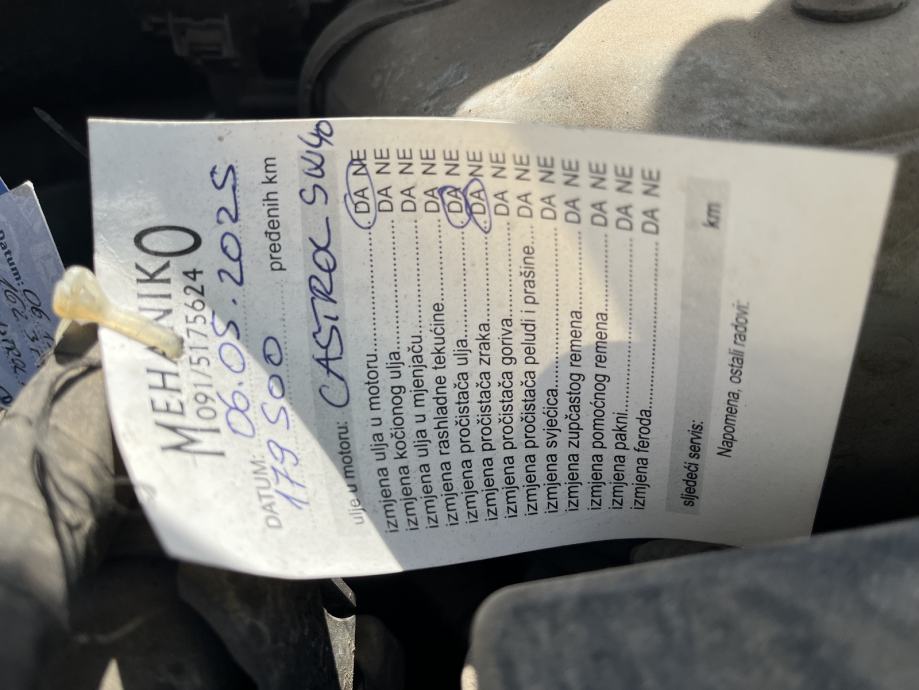 MEHANIKO
091/5175624
DATUM: 06.05.2025
179 500 pređenih km
ulje u motoru: CASTROL 5W40
izmjena ulja u motoru DA NE
izmjena kočionog ulja DA NE
izmjena ulja u mjenjaču DA NE
izmjena rashladne tekućine DA NE
izmjena pročistača ulja DA NE
izmjena pročistača zraka DA NE
izmjena pročistača goriva DA NE
izmjena pročistača peludi i prašine DA NE
izmjena svjećica DA NE
izmjena zupčastog remena DA NE
izmjena pomoćnog remena DA NE
izmjena pakni DA NE
izmjena feroda DA NE
sljedeći servis: km
Napomena, ostali radovi:
Datum: